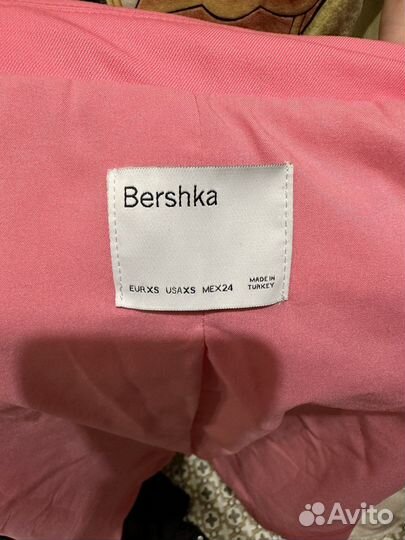 Bershka
EUR XS USA XS MEX 24 MADE IN
TURKEY
Avito